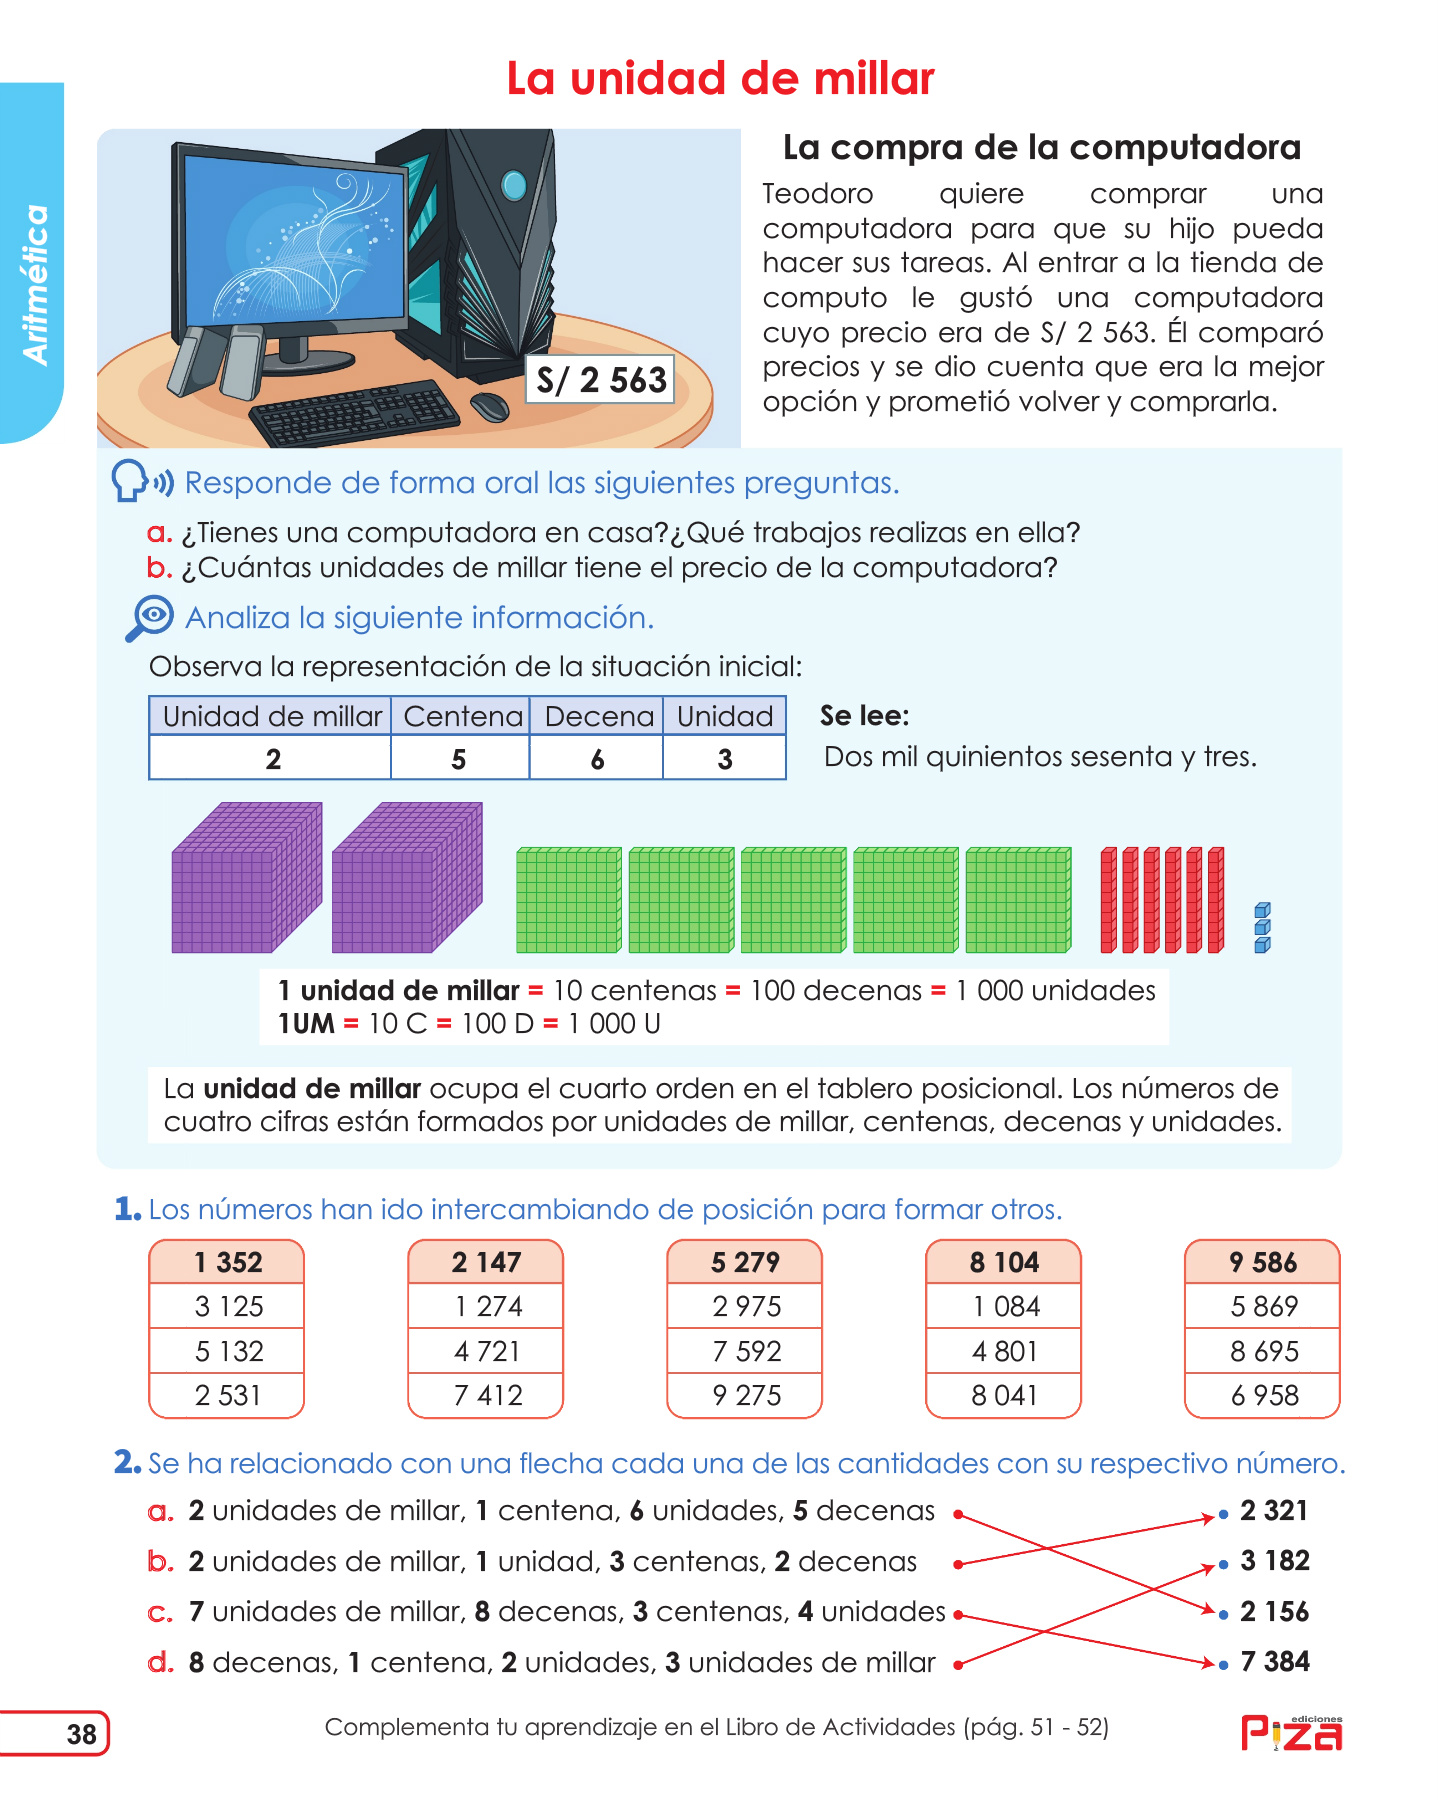 La unidad de millar
Aritmética
S/ 2 563
La compra de la computadora
Teodoro quiere comprar una
computadora para que su hijo pueda
hacer sus tareas. Al entrar a la tienda de
computo le gustó una computadora
cuyo precio era de S/ 2 563. Él comparó
precios y se dio cuenta que era la mejor
opción y prometió volver y comprarla.
Responde de forma oral las siguientes preguntas.
a. ¿Tienes una computadora en casa?¿Qué trabajos realizas en ella?
b. ¿Cuántas unidades de millar tiene el precio de la computadora?
Analiza la siguiente información.
Observa la representación de la situación inicial:
Unidad de millar Centena Decena Unidad
2 5 6 3
Se lee:
Dos mil quinientos sesenta y tres.
1 unidad de millar = 10 centenas = 100 decenas = 1 000 unidades
1UM = 10 C = 100 D = 1 000 U
La unidad de millar ocupa el cuarto orden en el tablero posicional. Los números de
cuatro cifras están formados por unidades de millar, centenas, decenas y unidades.
1. Los números han ido intercambiando de posición para formar otros.
1 352 2 147 5 279 8 104 9 586
3 125 1 274 2 975 1 084 5 869
5 132 4 721 7 592 4 801 8 695
2 531 7 412 9 275 8 041 6 958
2. Se ha relacionado con una flecha cada una de las cantidades con su respectivo número.
a. 2 unidades de millar, 1 centena, 6 unidades, 5 decenas 2 321
b. 2 unidades de millar, 1 unidad, 3 centenas, 2 decenas 3 182
c. 7 unidades de millar, 8 decenas, 3 centenas, 4 unidades 2 156
d. 8 decenas, 1 centena, 2 unidades, 3 unidades de millar 7 384
38
Complementa tu aprendizaje en el Libro de Actividades (pág. 51 - 52)
ediciones
Piza